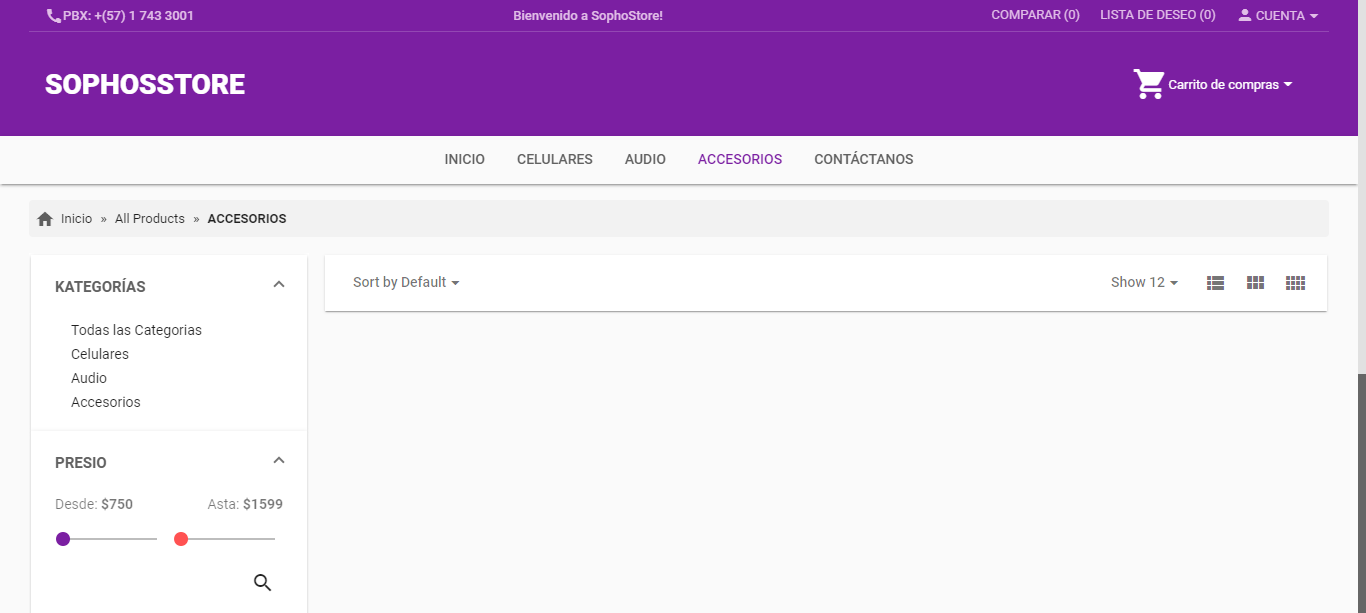 PBX: +(57) 1 743 3001 Bienvenido a SophoStore! COMPARAR (0) LISTA DE DESEO (0) CUENTA
SOPHOSSTORE Carrito de compras
INICIO CELULARES AUDIO ACCESORIOS CONTÁCTANOS
Inicio » All Products » ACCESORIOS
Sort by Default Show 12
KATEGORÍAS
Todas las Categorias
Celulares
Audio
Accesorios
PRESIO
Desde: $750 Asta: $1599